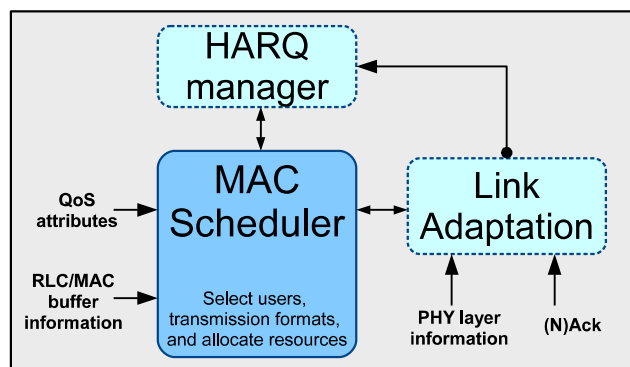 HARQ
manager
MAC
Scheduler
Select users,
transmission formats,
and allocate resources
QoS
attributes
RLC/MAC
buffer
information
Link
Adaptation
PHY layer
information
(N)Ack